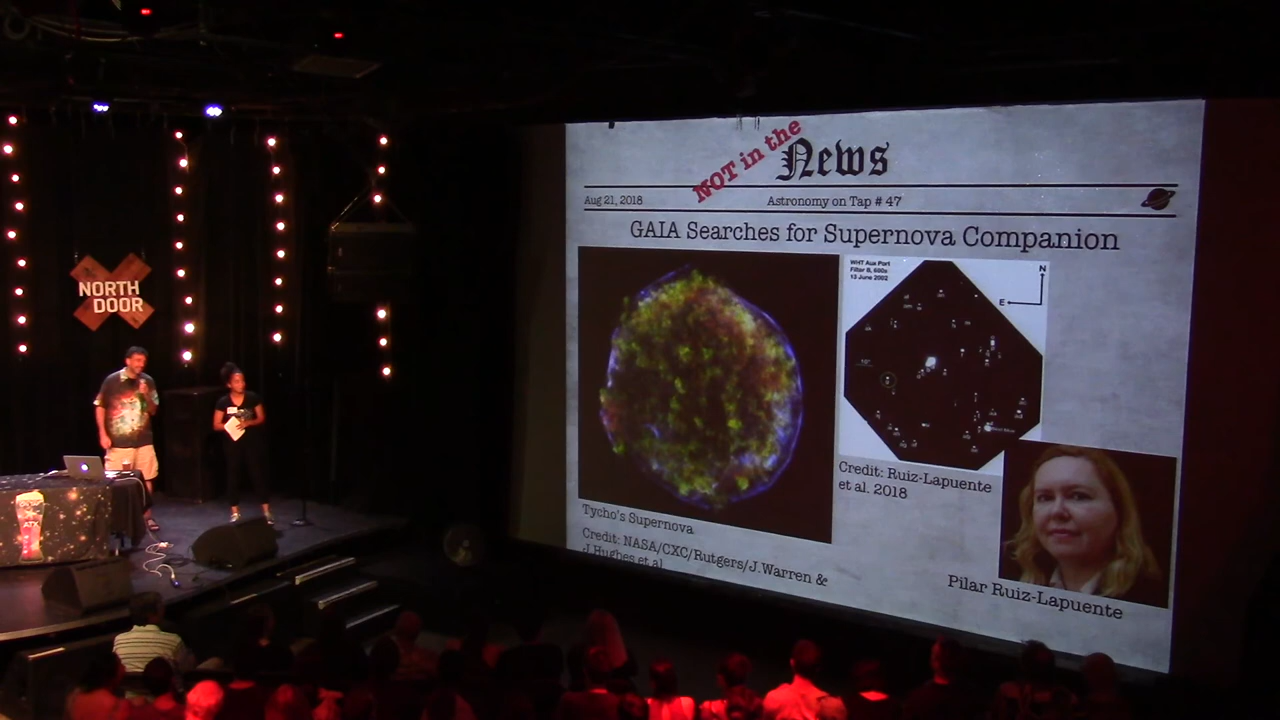 NOT in the
News
Aug 21, 2018
Astronomy on Tap # 47
GAIA Searches for Supernova Companion
WHT Aux Port
Filter B, 600s
13 June 2002
N
E
Credit: Ruiz-Lapuente
et al. 2018
Tycho's Supernova
Credit: NASA/CXC/Rutgers/J.Warren &
J.Hughes et al
Pilar Ruiz-Lapuente
NORTH
DOOR
ATX